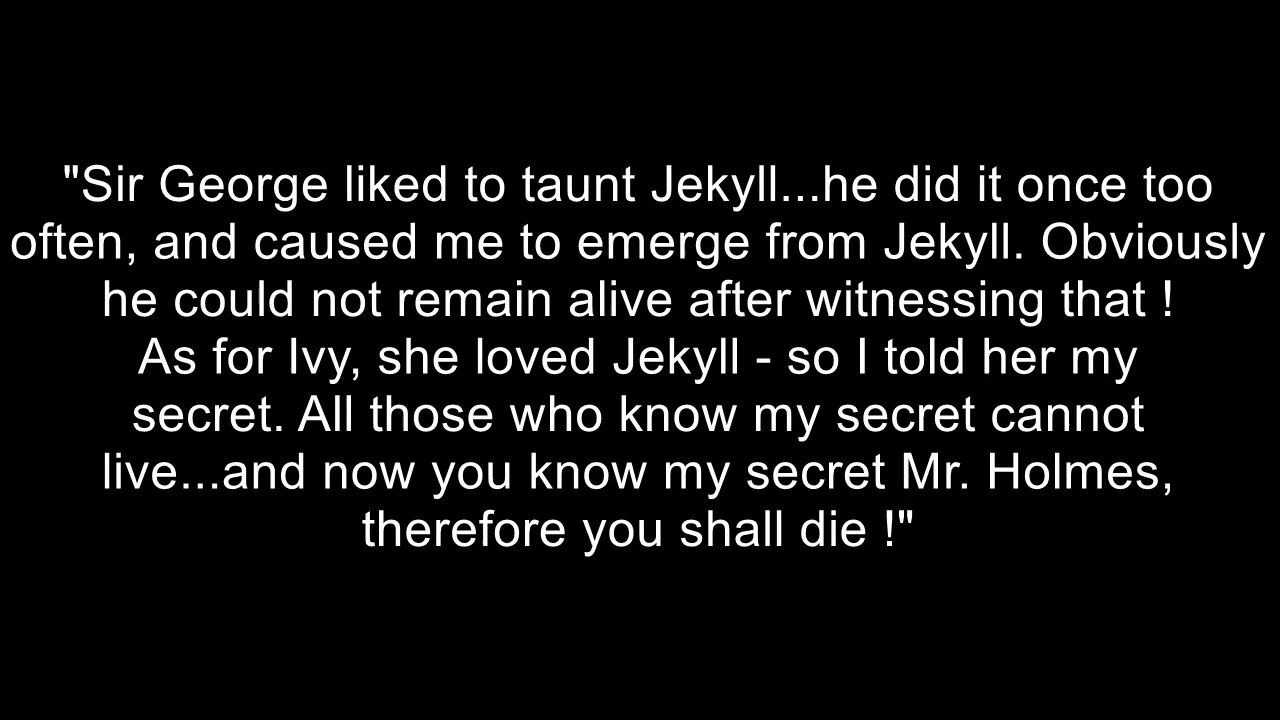 "Sir George liked to taunt Jekyll...he did it once too
often, and caused me to emerge from Jekyll. Obviously
he could not remain alive after witnessing that !
As for Ivy, she loved Jekyll - so I told her my
secret. All those who know my secret cannot
live...and now you know my secret Mr. Holmes,
therefore you shall die !"